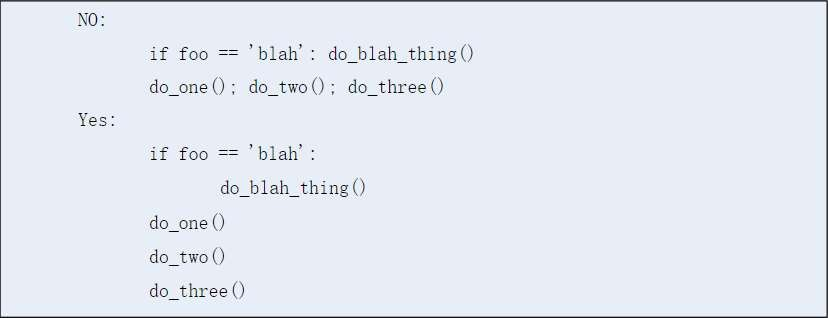 NO:
if foo == 'blah': do_blah_thing()
do_one(); do_two(); do_three()
Yes:
if foo == 'blah':
do_blah_thing()
do_one()
do_two()
do_three()